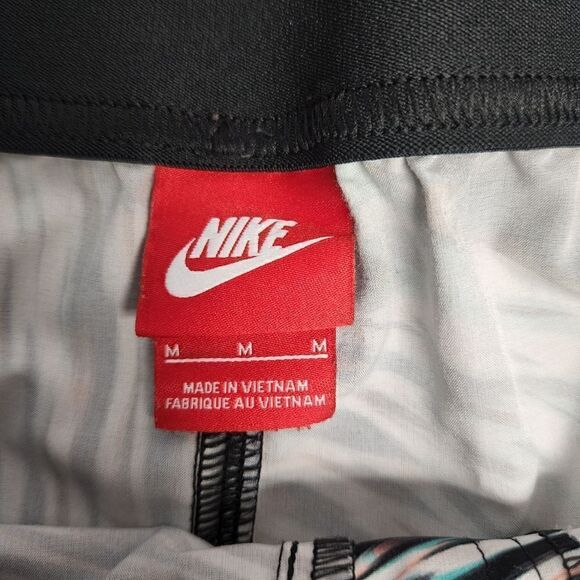 NIKE
M M M
MADE IN VIETNAM
FABRIQUE AU VIETNAM